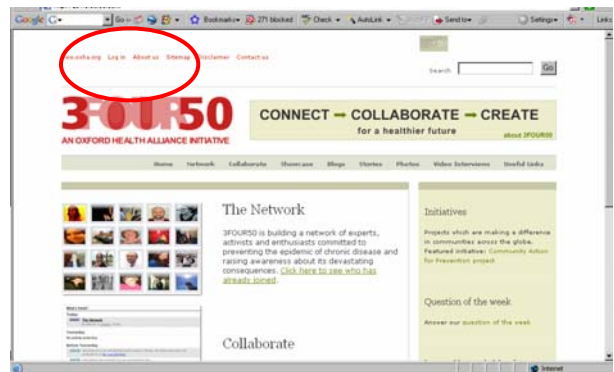 Google
Go
Bookmarks
271 blocked
Check
AutoLink
Send to
Settings
Links
Log in About us Sitemap Disclaimer Contact us
Search
Go
3FOUR50
AN OXFORD HEALTH ALLIANCE INITIATIVE
CONNECT → COLLABORATE → CREATE
for a healthier future
about 3FOUR50
Home Network Collaborate Showcase Blogs Stories Photos Video Interviews Useful Links
The Network
3FOUR50 is building a network of experts,
activists and enthusiasts committed to
preventing the epidemic of chronic disease and
raising awareness about its devastating
consequences. Click here to see who has
already joined.
Initiatives
Projects which are making a difference
in communities across the globe.
Featured initiative: Community Action
for Prevention project
Question of the week
Answer our question of the week
Collaborate
Internet